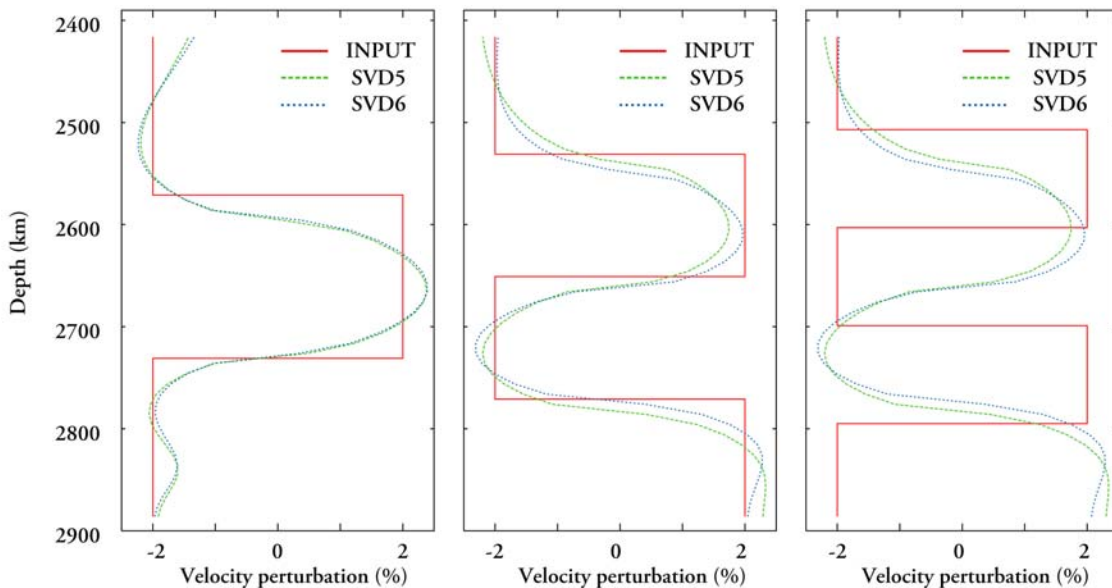 2400
2500
2600
2700
2800
2900
Depth (km)
INPUT
SVD5
SVD6
-2 0 2
Velocity perturbation (%)
INPUT
SVD5
SVD6
-2 0 2
Velocity perturbation (%)
INPUT
SVD5
SVD6
-2 0 2
Velocity perturbation (%)